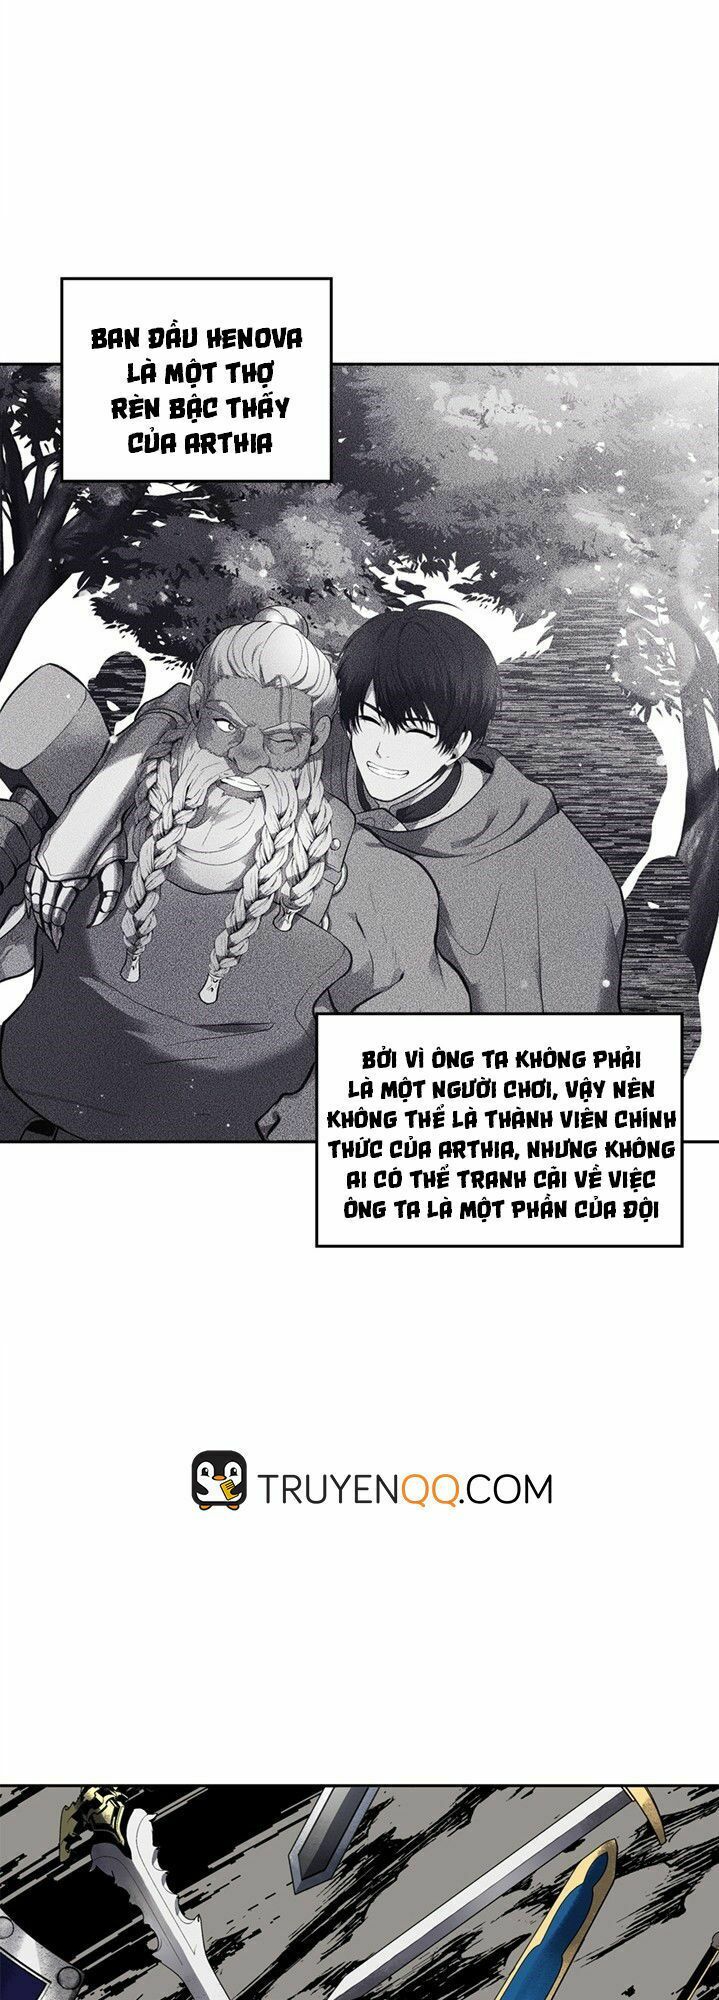 BAN ĐẦU HENOVA
LÀ MỘT THỢ
RÈN BẬC THẦY
CỦA ARTHIA
BỞI VÌ ÔNG TA KHÔNG PHẢI
LÀ MỘT NGƯỜI CHƠI, VẬY NÊN
KHÔNG THỂ LÀ THÀNH VIÊN CHÍNH
THỨC CỦA ARTHIA, NHƯNG KHÔNG
AI CÓ THỂ TRANH CÃI VỀ VIỆC
ÔNG TA LÀ MỘT PHẦN CỦA ĐỘI
TRUYENQQ.COM